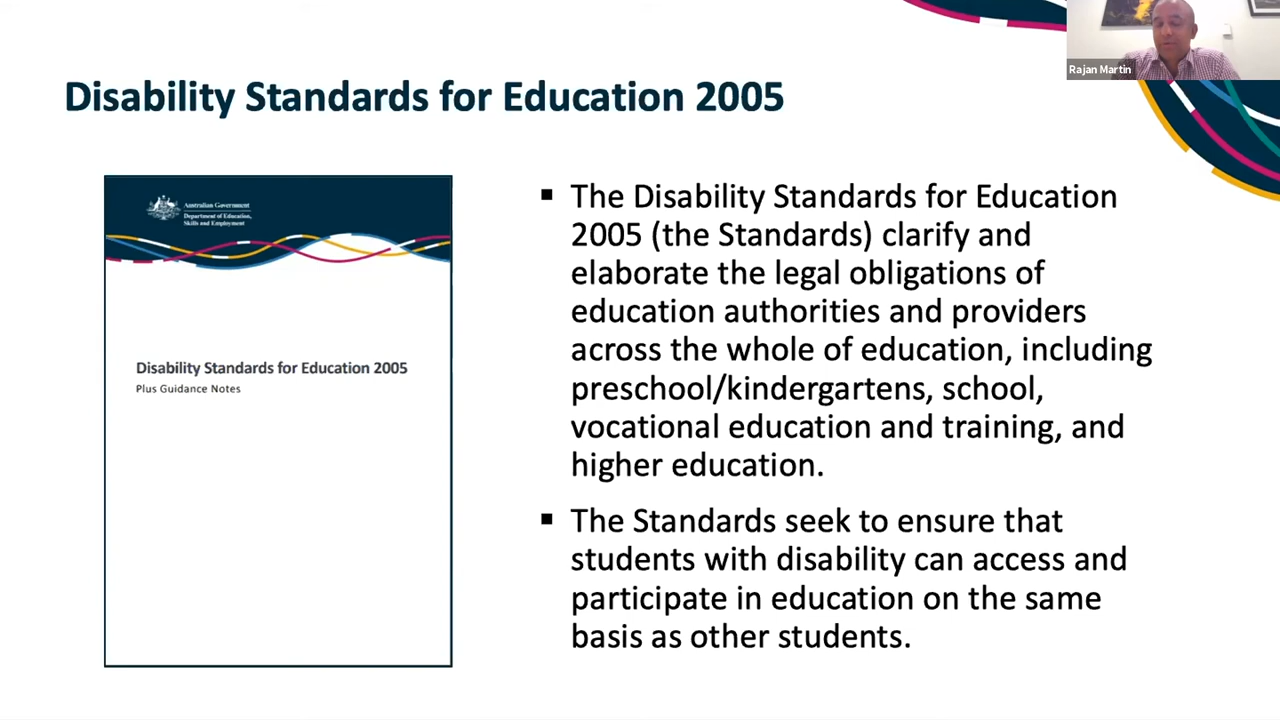 Rajan Martin
Disability Standards for Education 2005
Australian Government
Department of Education,
Skills and Employment
Disability Standards for Education 2005
Plus Guidance Notes
▪ The Disability Standards for Education
2005 (the Standards) clarify and
elaborate the legal obligations of
education authorities and providers
across the whole of education, including
preschool/kindergartens, school,
vocational education and training, and
higher education.
▪ The Standards seek to ensure that
students with disability can access and
participate in education on the same
basis as other students.